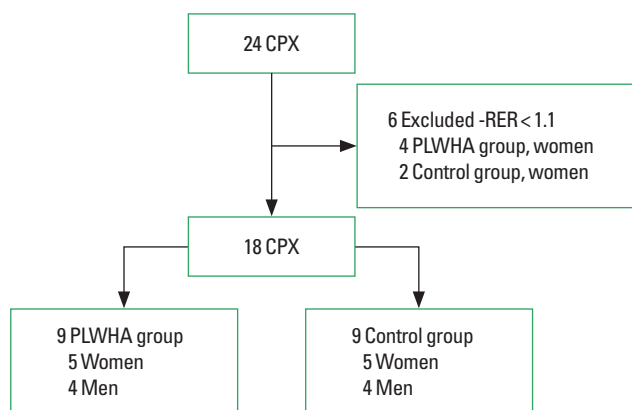 24 CPX
6 Excluded -RER < 1.1
4 PLWHA group, women
2 Control group, women
18 CPX
9 PLWHA group
5 Women
4 Men
9 Control group
5 Women
4 Men